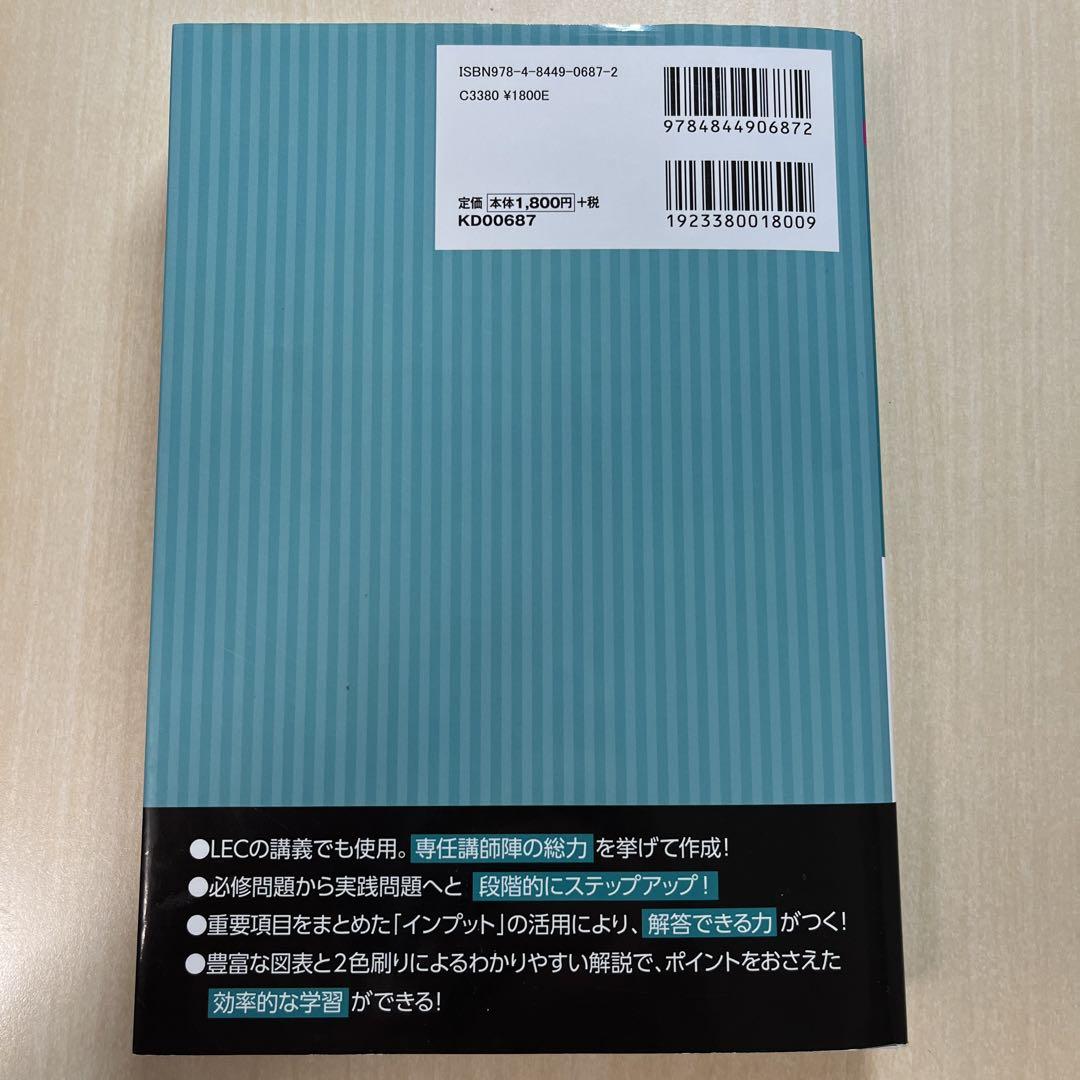 ISBN978-4-8449-0687-2
C3380 ¥1800E
9784844906872
定価 本体1,800円+税
KD00687
1923380018009
●LECの講義でも使用。専任講師陣の総力を挙げて作成!
●必修問題から実践問題へと 段階的にステップアップ!
●重要項目をまとめた「インプット」の活用により、解答できる力がつく!
●豊富な図表と2色刷りによるわかりやすい解説で、ポイントをおさえた
効率的な学習ができる!